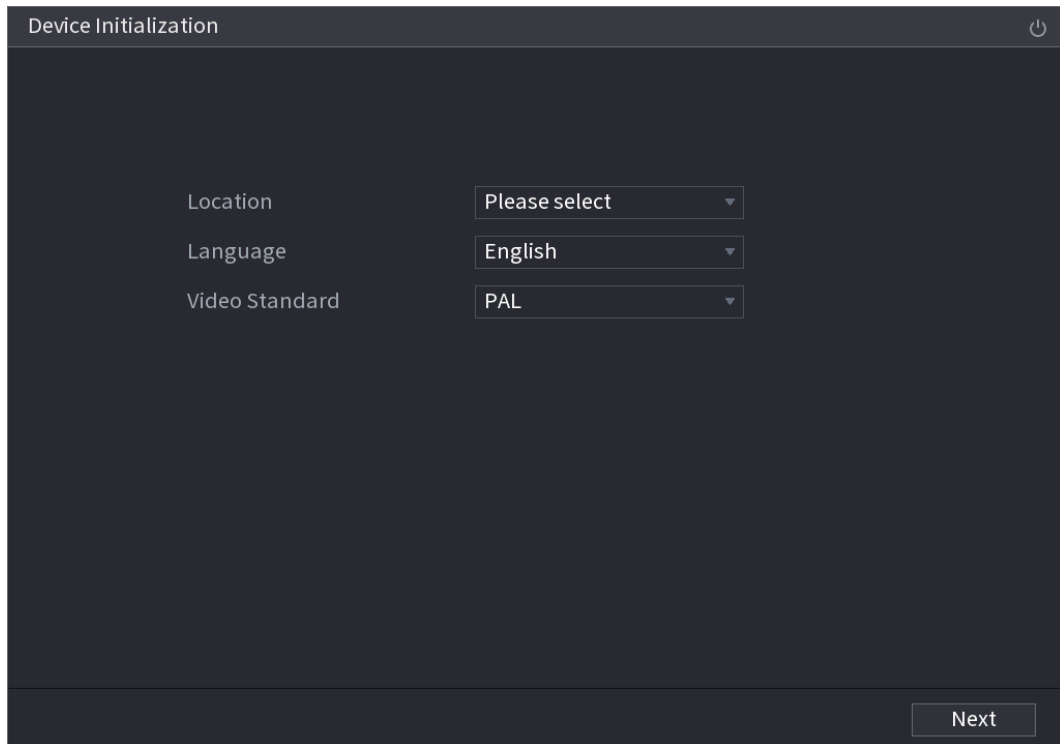 Device Initialization
Location Please select
Language English
Video Standard PAL
Next